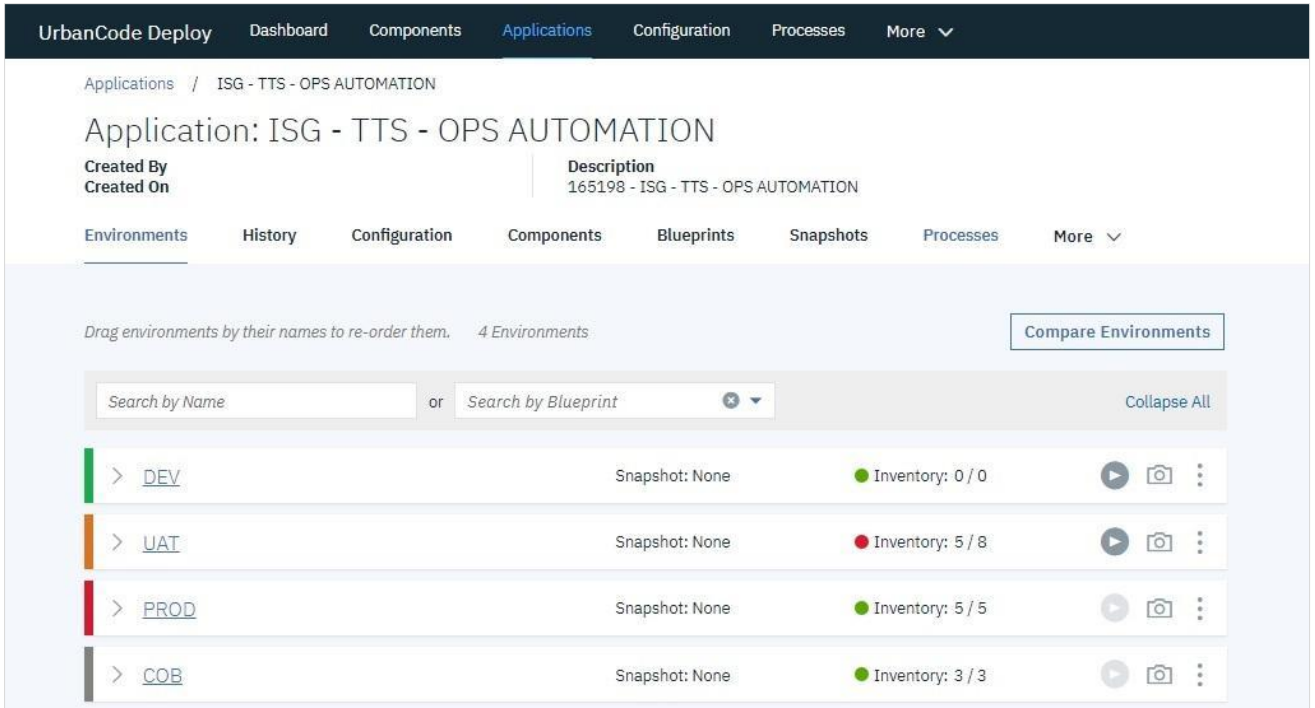 UrbanCode Deploy Dashboard Components Applications Configuration Processes More
Applications / ISG - TTS - OPS AUTOMATION
Application: ISG - TTS - OPS AUTOMATION
Created By Description
Created On 165198 - ISG - TTS - OPS AUTOMATION
Environments History Configuration Components Blueprints Snapshots Processes More
Drag environments by their names to re-order them. 4 Environments Compare Environments
Search by Name or Search by Blueprint Collapse All
DEV Snapshot: None Inventory: 0 / 0
UAT Snapshot: None Inventory: 5 / 8
PROD Snapshot: None Inventory: 5 / 5
COB Snapshot: None Inventory: 3 / 3